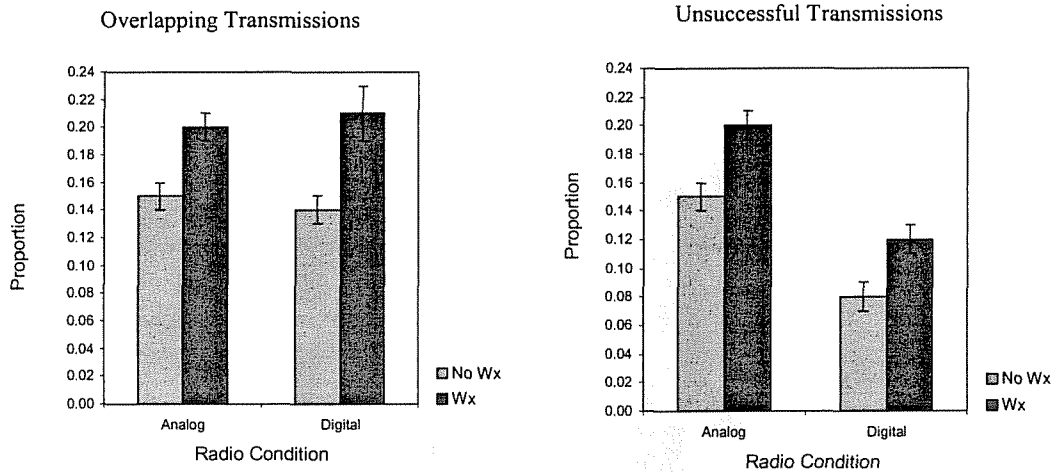 Overlapping Transmissions
0.24
0.22
0.20
0.18
0.16
0.14
0.12
0.10
0.08
0.06
0.04
0.02
0.00
Proportion
Analog
Digital
Radio Condition
No Wx
Wx
Unsuccessful Transmissions
0.24
0.22
0.20
0.18
0.16
0.14
0.12
0.10
0.08
0.06
0.04
0.02
0.00
Proportion
Analog
Digital
Radio Condition
No Wx
Wx